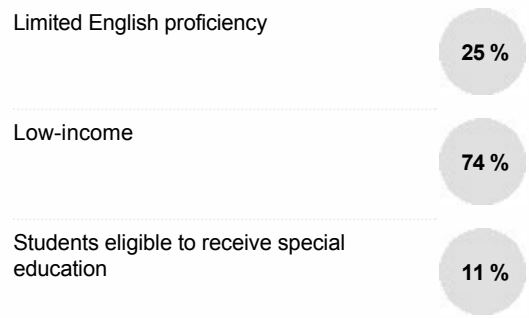 Limited English proficiency
25 %
Low-income
74 %
Students eligible to receive special
education
11 %